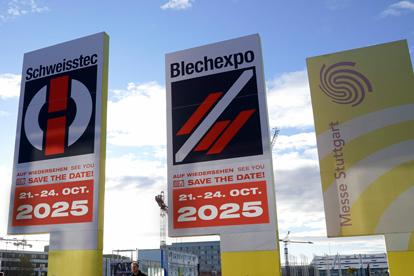 Schweisstec
AUF WIEDERSEHEN SEE YOU
SAVE THE DATE!
21.-24. OCT.
2025
Blechexpo
AUF WIEDERSEHEN SEE YOU
SAVE THE DATE!
21.-24. OCT.
2025
Messe Stuttgart